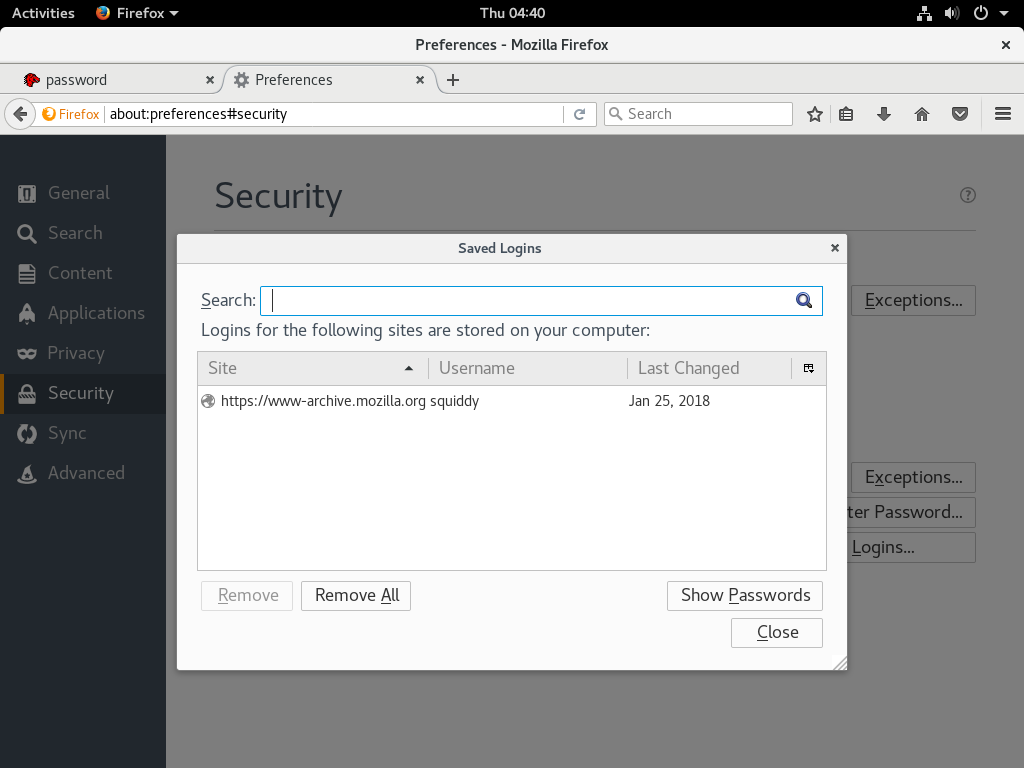 Activities Firefox Thu 04:40
Preferences - Mozilla Firefox
password Preferences
Firefox about:preferences#security Search
General
Search
Content
Applications
Privacy
Security
Sync
Advanced
Security
Exceptions...
Exceptions...
ter Password...
Logins...
Saved Logins
Search:
Logins for the following sites are stored on your computer:
Site Username Last Changed
https://www-archive.mozilla.org squiddy Jan 25, 2018
Remove Remove All Show Passwords
Close